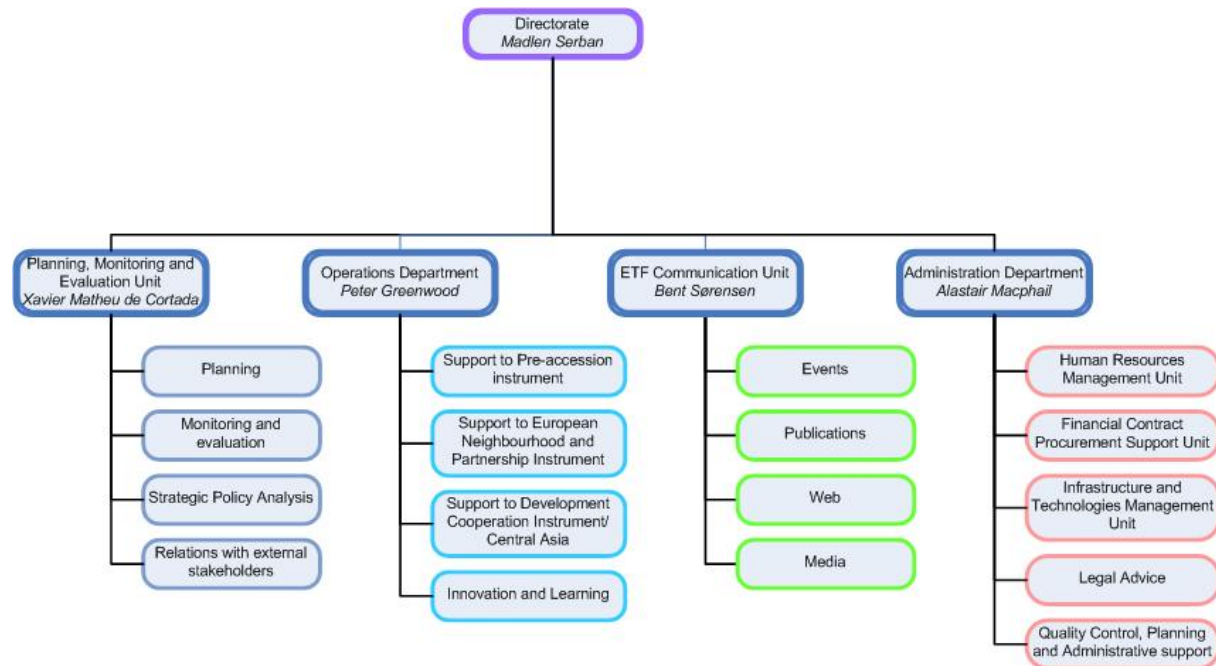 Directorate
Madlen Serban
Planning, Monitoring and
Evaluation Unit
Xavier Matheu de Cortada
Operations Department
Peter Greenwood
ETF Communication Unit
Bent Sørensen
Administration Department
Alastair Macphail
Planning
Monitoring and
evaluation
Strategic Policy Analysis
Relations with external
stakeholders
Support to Pre-accession
instrument
Support to European
Neighbourhood and
Partnership Instrument
Support to Development
Cooperation Instrument/
Central Asia
Innovation and Learning
Events
Publications
Web
Media
Human Resources
Management Unit
Financial Contract
Procurement Support Unit
Infrastructure and
Technologies Management
Unit
Legal Advice
Quality Control, Planning
and Administrative support